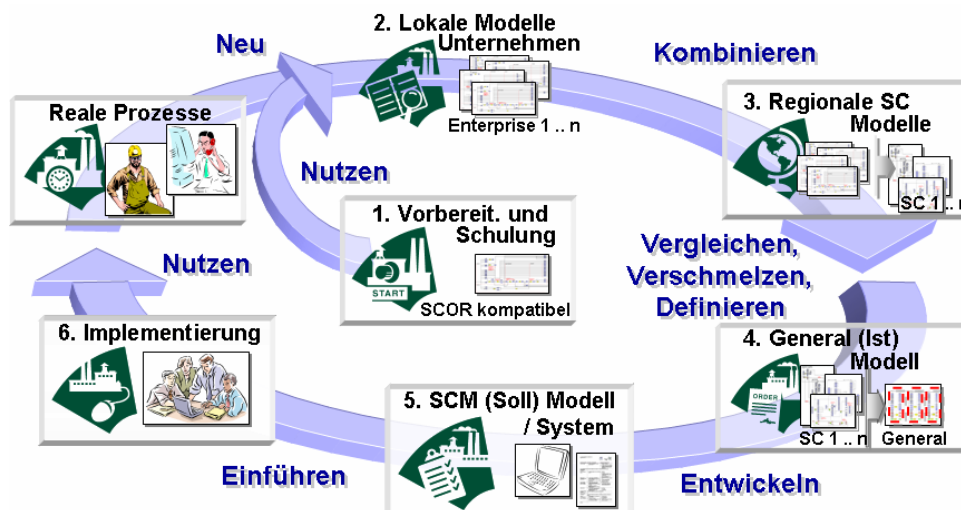 Neu
2. Lokale Modelle
Unternehmen
Enterprise 1 .. n
Kombinieren
Reale Prozesse
3. Regionale SC
Modelle
SC 1 .. n
Nutzen
1. Vorbereit. und
Schulung
START
SCOR kompatibel
Vergleichen,
Verschmelzen,
Definieren
Nutzen
6. Implementierung
4. General (Ist)
Modell
ORDER
SC 1 .. n
General
5. SCM (Soll) Modell
/ System
Einführen
Entwickeln